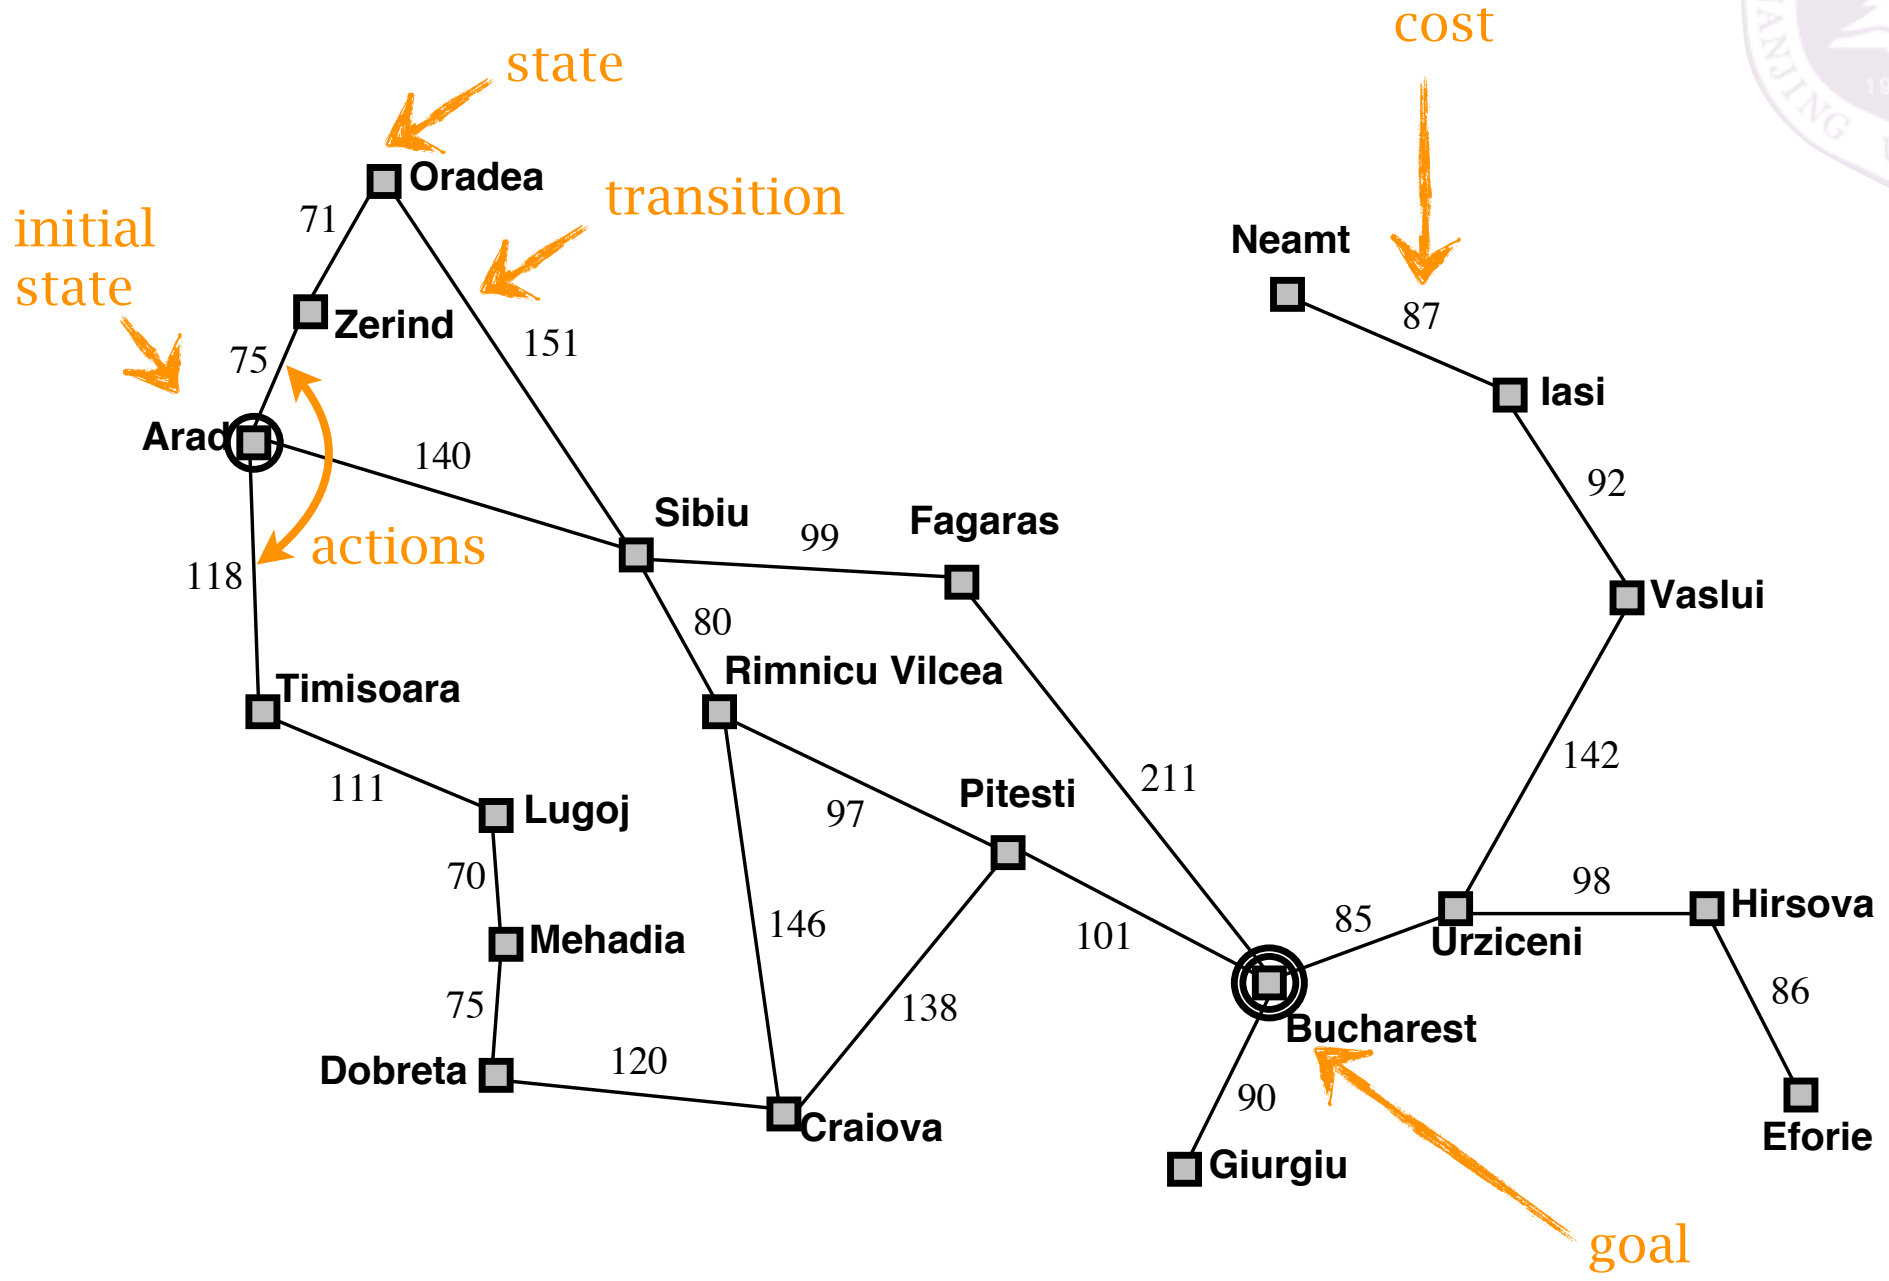 cost
state
Oradea
transition
71
initial
state
Neamt
87
Zerind
151
75
Iasi
Arad
140
92
Sibiu
99
Fagaras
actions
118
80
Vaslui
Rimnicu Vilcea
Timisoara
142
211
111
Pitesti
Lugoj
97
70
98
Hirsova
146
85
Mehadia
101
Urziceni
86
75
138
Bucharest
120
Dobreta
90
Craiova
Eforie
Giurgiu
goal
NANJING